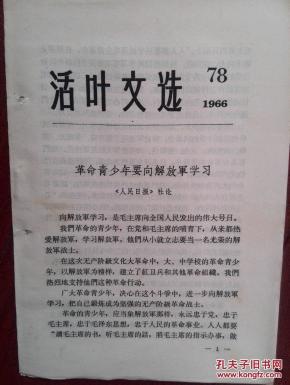 活叶文选
78
1966
革命青少年要向解放軍学习
《人民日报》社论
向解放軍学习，是毛主席向全国人民发出的伟大号召。
我們革命的青少年，在党和毛主席的哺育下，从来都热
爱解放軍，学习解放軍，他們从小就立志要当一名光荣的解
放軍战士。
在这次无产阶級文化大革命中，大、中学校的革命青少
年，以解放軍为榜样，建立了紅卫兵和其他革命組織。我們
热烈地支持他們这种革命行动。
广大革命青少年，决心在这个斗爭中，进一步向解放軍
学习，把自己鍛炼成为坚强的无产阶級革命战士。
革命的青少年，应当象解放軍那样，永远忠于党，忠于
毛主席，忠于毛泽东思想，忠于人民的革命事业。人人都要
“讀毛主席的书，听毛主席的話，照毛主席的指示办事，做
— 1 —